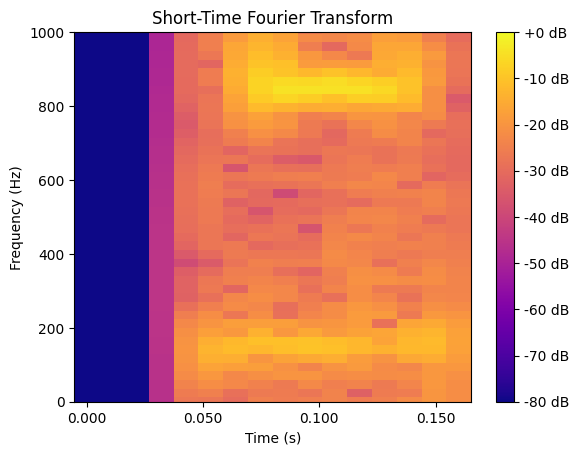 Short-Time Fourier Transform
1000
800
600
400
200
0
Frequency (Hz)
0.000
0.050
0.100
0.150
Time (s)
+0 dB
-10 dB
-20 dB
-30 dB
-40 dB
-50 dB
-60 dB
-70 dB
-80 dB